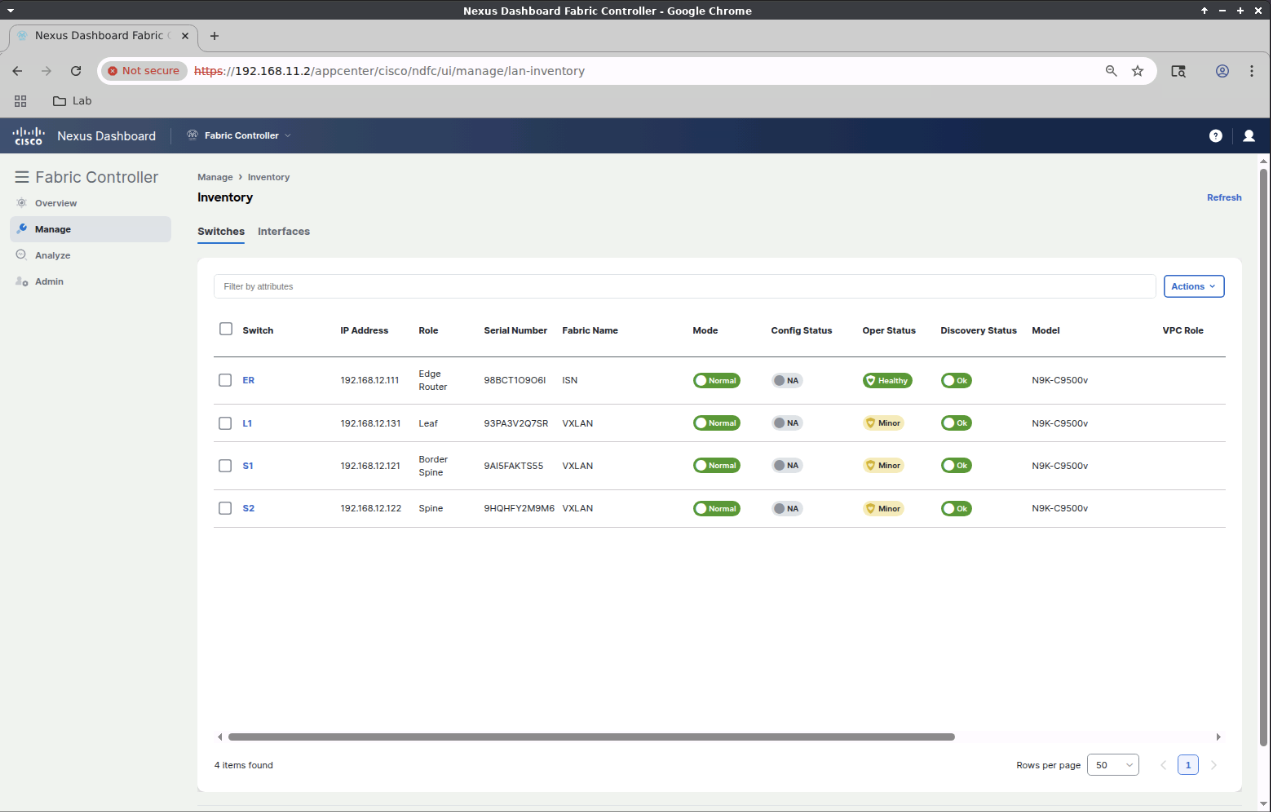 Nexus Dashboard Fabric Controller - Google Chrome
Nexus Dashboard Fabric
Not secure https://192.168.11.2/appcenter/cisco/ndfc/ui/manage/lan-inventory
Lab
CISCO Nexus Dashboard Fabric Controller ?
Fabric Controller
Overview
Manage
Analyze
Admin
Manage > Inventory
Inventory
Refresh
Switches Interfaces
Filter by attributes
Actions
Switch IP Address Role Serial Number Fabric Name Mode Config Status Oper Status Discovery Status Model VPC Role
ER 192.168.12.111 Edge Router 98BCT1O9O6I ISN Normal NA Healthy Ok N9K-C9500v
L1 192.168.12.131 Leaf 93PA3V2Q7SR VXLAN Normal NA Minor Ok N9K-C9500v
S1 192.168.12.121 Border Spine 9AI5FAKTS55 VXLAN Normal NA Minor Ok N9K-C9500v
S2 192.168.12.122 Spine 9HQHFY2M9M6 VXLAN Normal NA Minor Ok N9K-C9500v
4 items found
Rows per page 50 1